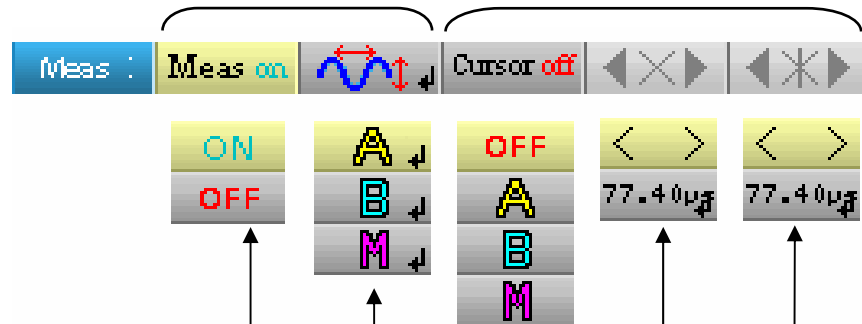 Meas : Meas on Cursor off
ON A OFF < >  < >
OFF B A 77.40µs 77.40µs
M B
M